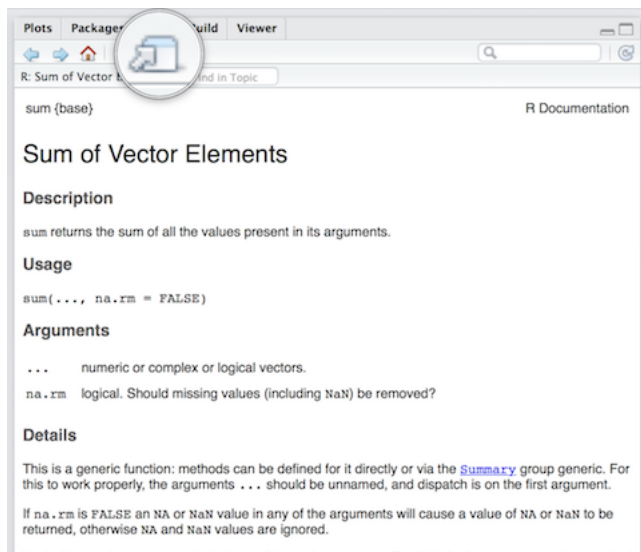 Plots Package uild Viewer
R: Sum of Vector nd in Topic
sum {base} R Documentation
Sum of Vector Elements
Description
sum returns the sum of all the values present in its arguments.
Usage
sum(..., na.rm = FALSE)
Arguments
... numeric or complex or logical vectors.
na.rm logical. Should missing values (including NaN) be removed?
Details
This is a generic function: methods can be defined for it directly or via the Summary group generic. For
this to work properly, the arguments ... should be unnamed, and dispatch is on the first argument.
If na.rm is FALSE an NA or NaN value in any of the arguments will cause a value of NA or NaN to be
returned, otherwise NA and NaN values are ignored.